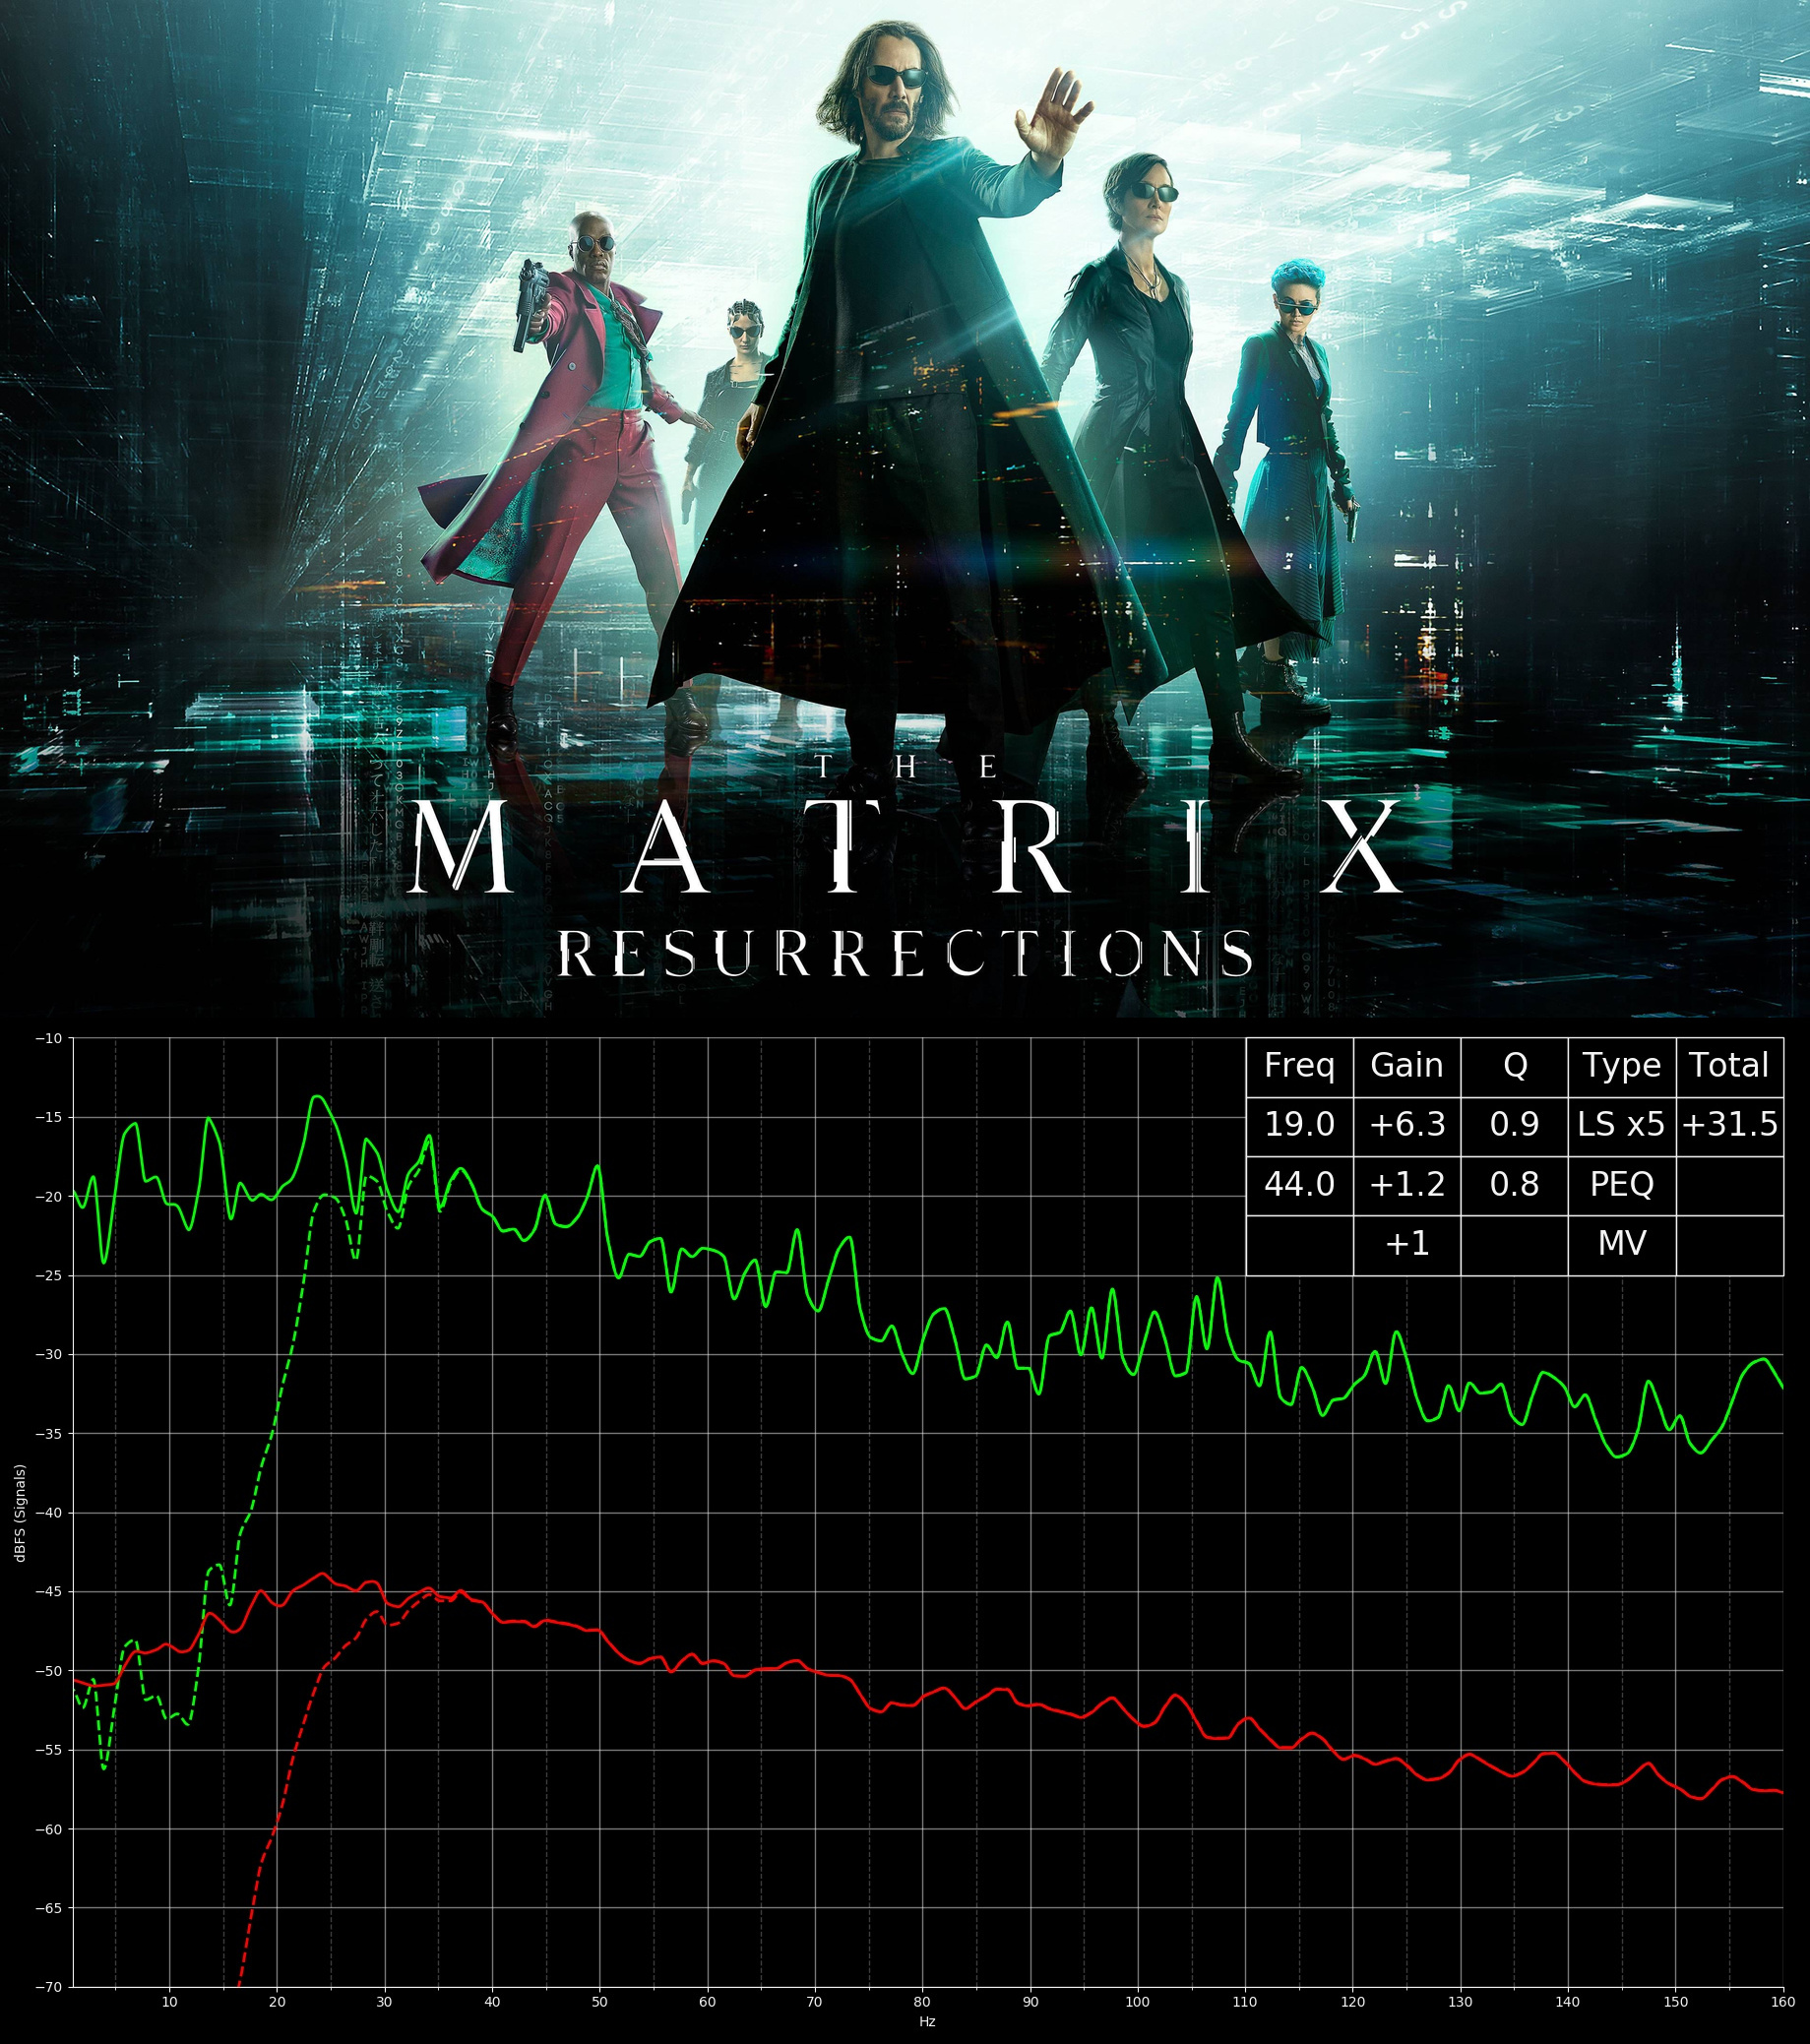 THE
MATRIX
RESURRECTIONS
Freq Gain Q Type Total
19.0 +6.3 0.9 LS x5 +31.5
44.0 +1.2 0.8 PEQ
+1 MV
−10
−15
−20
−25
−30
−35
−40
−45
−50
−55
−60
−65
−70
dBFS (Signals)
10 20 30 40 50 60 70 80 90 100 110 120 130 140 150 160
Hz